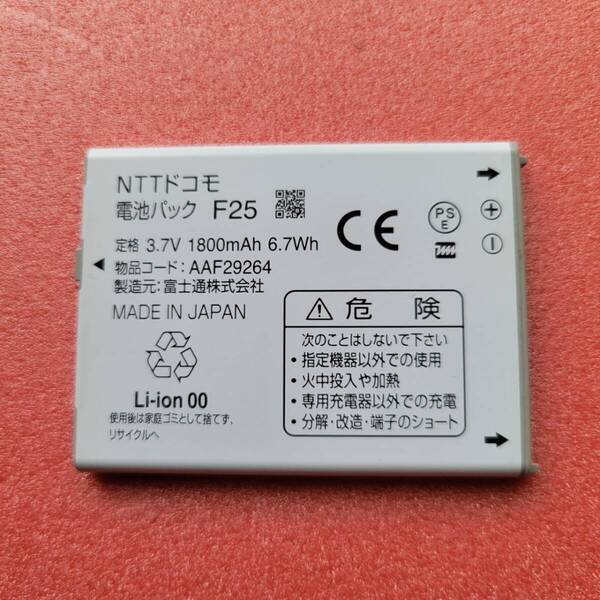 NTTドコモ
電池パック F25
定格 3.7V 1800mAh 6.7Wh
物品コード：AAF29264
製造元：富士通株式会社
MADE IN JAPAN
Li-ion 00
使用後は家庭ゴミとして捨てず、
リサイクルへ
CE
PS
E
⚠危険
次のことはしないで下さい
・指定機器以外での使用
・火中投入や加熱
・専用充電器以外での充電
・分解・改造・端子のショート